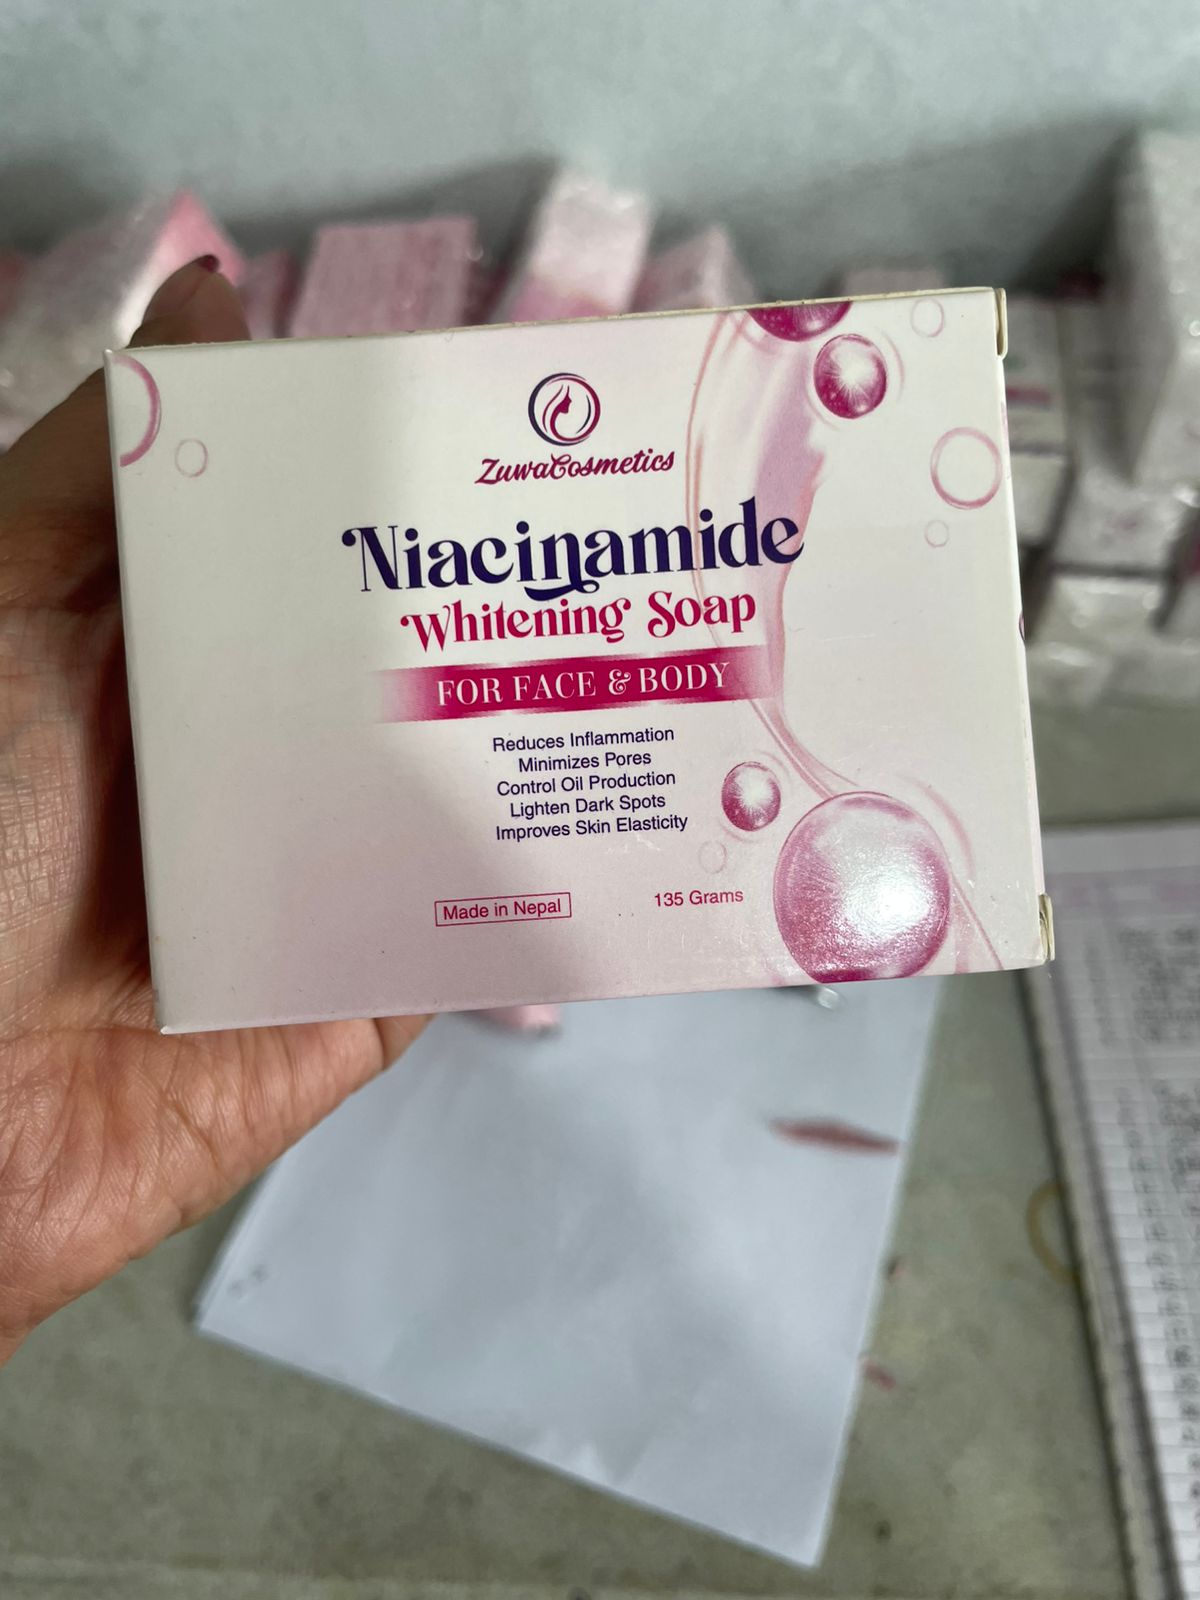 ZuwaCosmetics
Niacinamide
Whitening Soap
FOR FACE & BODY
Reduces Inflammation
Minimizes Pores
Control Oil Production
Lighten Dark Spots
Improves Skin Elasticity
Made in Nepal
135 Grams